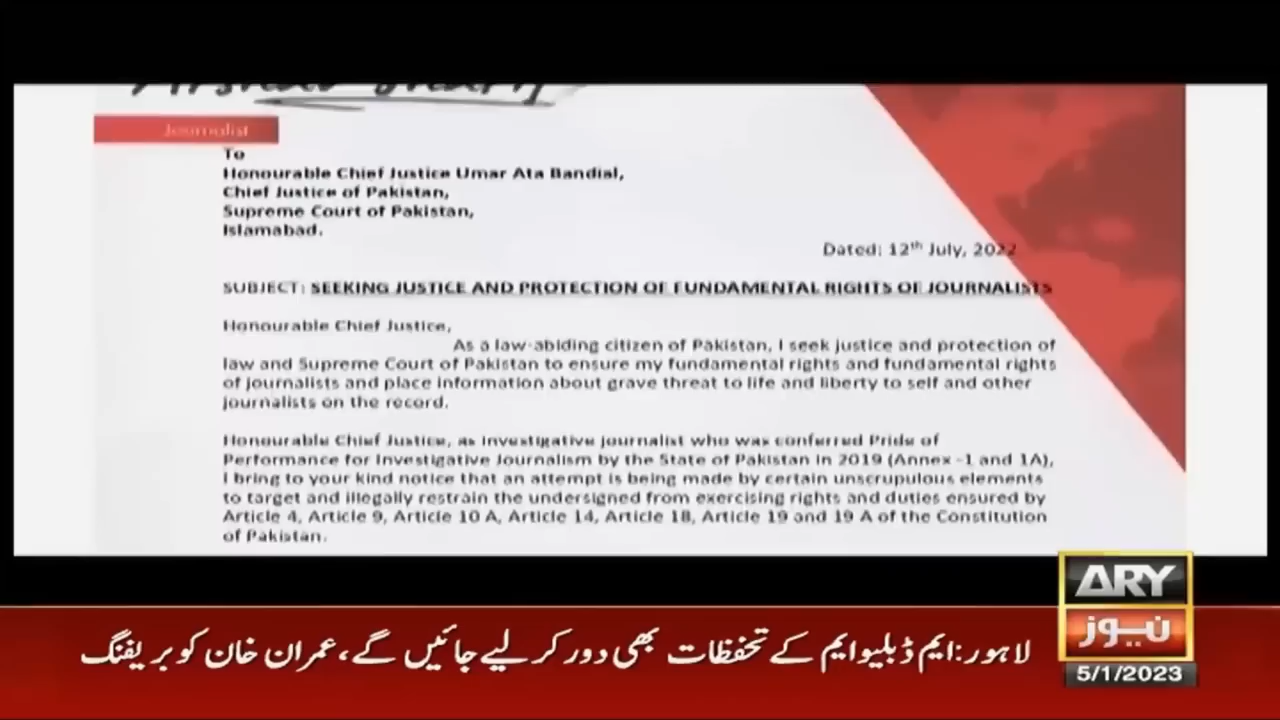 Journalist
To
Honourable Chief Justice Umar Ata Bandial,
Chief Justice of Pakistan,
Supreme Court of Pakistan,
Islamabad.
Dated: 12th July, 2022
SUBJECT: SEEKING JUSTICE AND PROTECTION OF FUNDAMENTAL RIGHTS OF JOURNALISTS
Honourable Chief Justice,
As a law-abiding citizen of Pakistan, I seek justice and protection of
law and Supreme Court of Pakistan to ensure my fundamental rights and fundamental rights
of journalists and place information about grave threat to life and liberty to self and other
journalists on the record.
Honourable Chief Justice, as investigative journalist who was conferred Pride of
Performance for Investigative Journalism by the State of Pakistan in 2019 (Annex -1 and 1A),
I bring to your kind notice that an attempt is being made by certain unscrupulous elements
to target and illegally restrain the undersigned from exercising rights and duties ensured by
Article 4, Article 9, Article 10 A, Article 14, Article 18, Article 19 and 19 A of the Constitution
of Pakistan.
ARY
نیوز
لاہور:ایم ڈبلیوایم کے تحفظات بھی دور کر لیے جائیں گے،عمران خان کو بریفنگ
5/1/2023